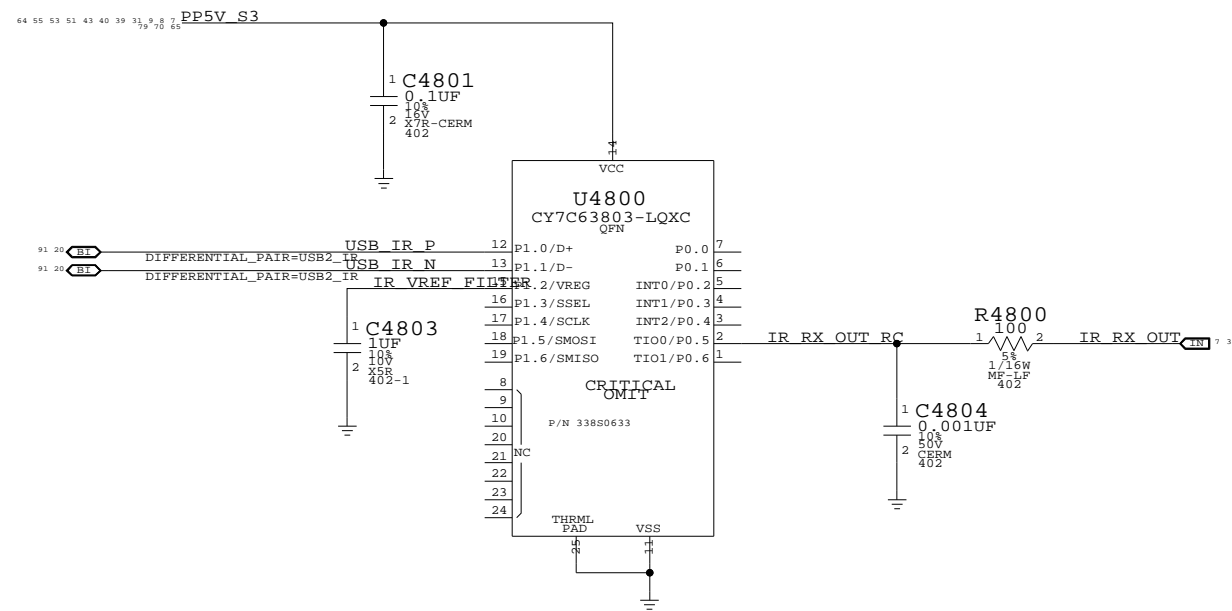 64 55 53 51 43 40 39 31 9 8 7
79 70 65
PP5V_S3
1 C4801
0.1UF
10%
16V
2 X7R-CERM
402
14
VCC
U4800
CY7C63803-LQXC
QFN
91 20 BI USB_IR_P 12 P1.0/D+ P0.0 7
DIFFERENTIAL_PAIR=USB2_IR
91 20 BI USB_IR_N 13 P1.1/D- P0.1 6
DIFFERENTIAL_PAIR=USB2_IR
IR_VREF_FILTER 15 P1.2/VREG INT0/P0.2 5
16 P1.3/SSEL INT1/P0.3 4
17 P1.4/SCLK INT2/P0.4 3
18 P1.5/SMOSI TIO0/P0.5 2
19 P1.6/SMISO TIO1/P0.6 1
1 C4803
1UF
10%
10V
2 X5R
402-1
IR_RX_OUT_RC
R4800
100
1 2
5%
1/16W
MF-LF
402
IR_RX_OUT IN 7 3
CRITICAL
OMIT
P/N 338S0633
8
9
10
20
NC
21
22
23
24
1 C4804
0.001UF
10%
50V
2 CERM
402
THRML
PAD
VSS
25
11